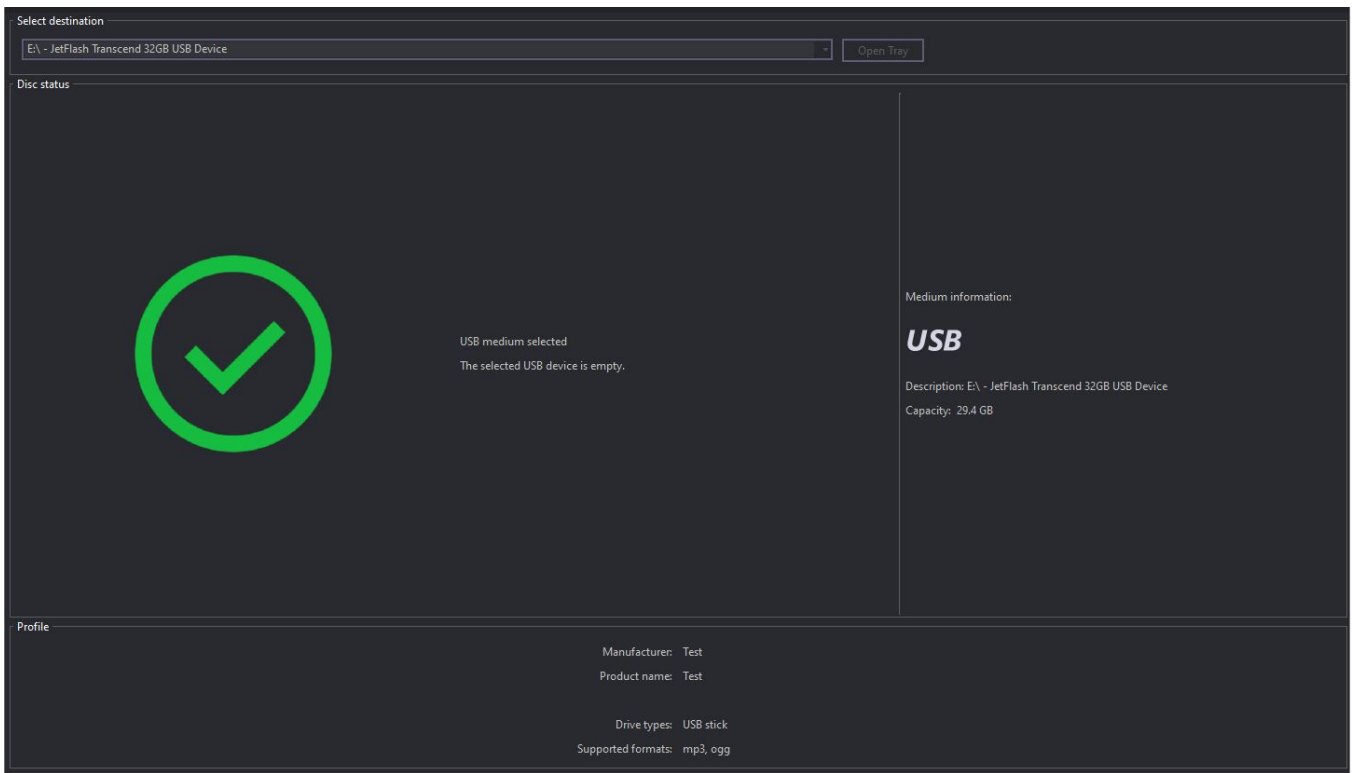 Select destination
E:\ - JetFlash Transcend 32GB USB Device
Open Tray
Disc status
USB medium selected
The selected USB device is empty.
Medium information:
USB
Description: E:\ - JetFlash Transcend 32GB USB Device
Capacity: 29.4 GB
Profile
Manufacturer: Test
Product name: Test
Drive types: USB stick
Supported formats: mp3, ogg